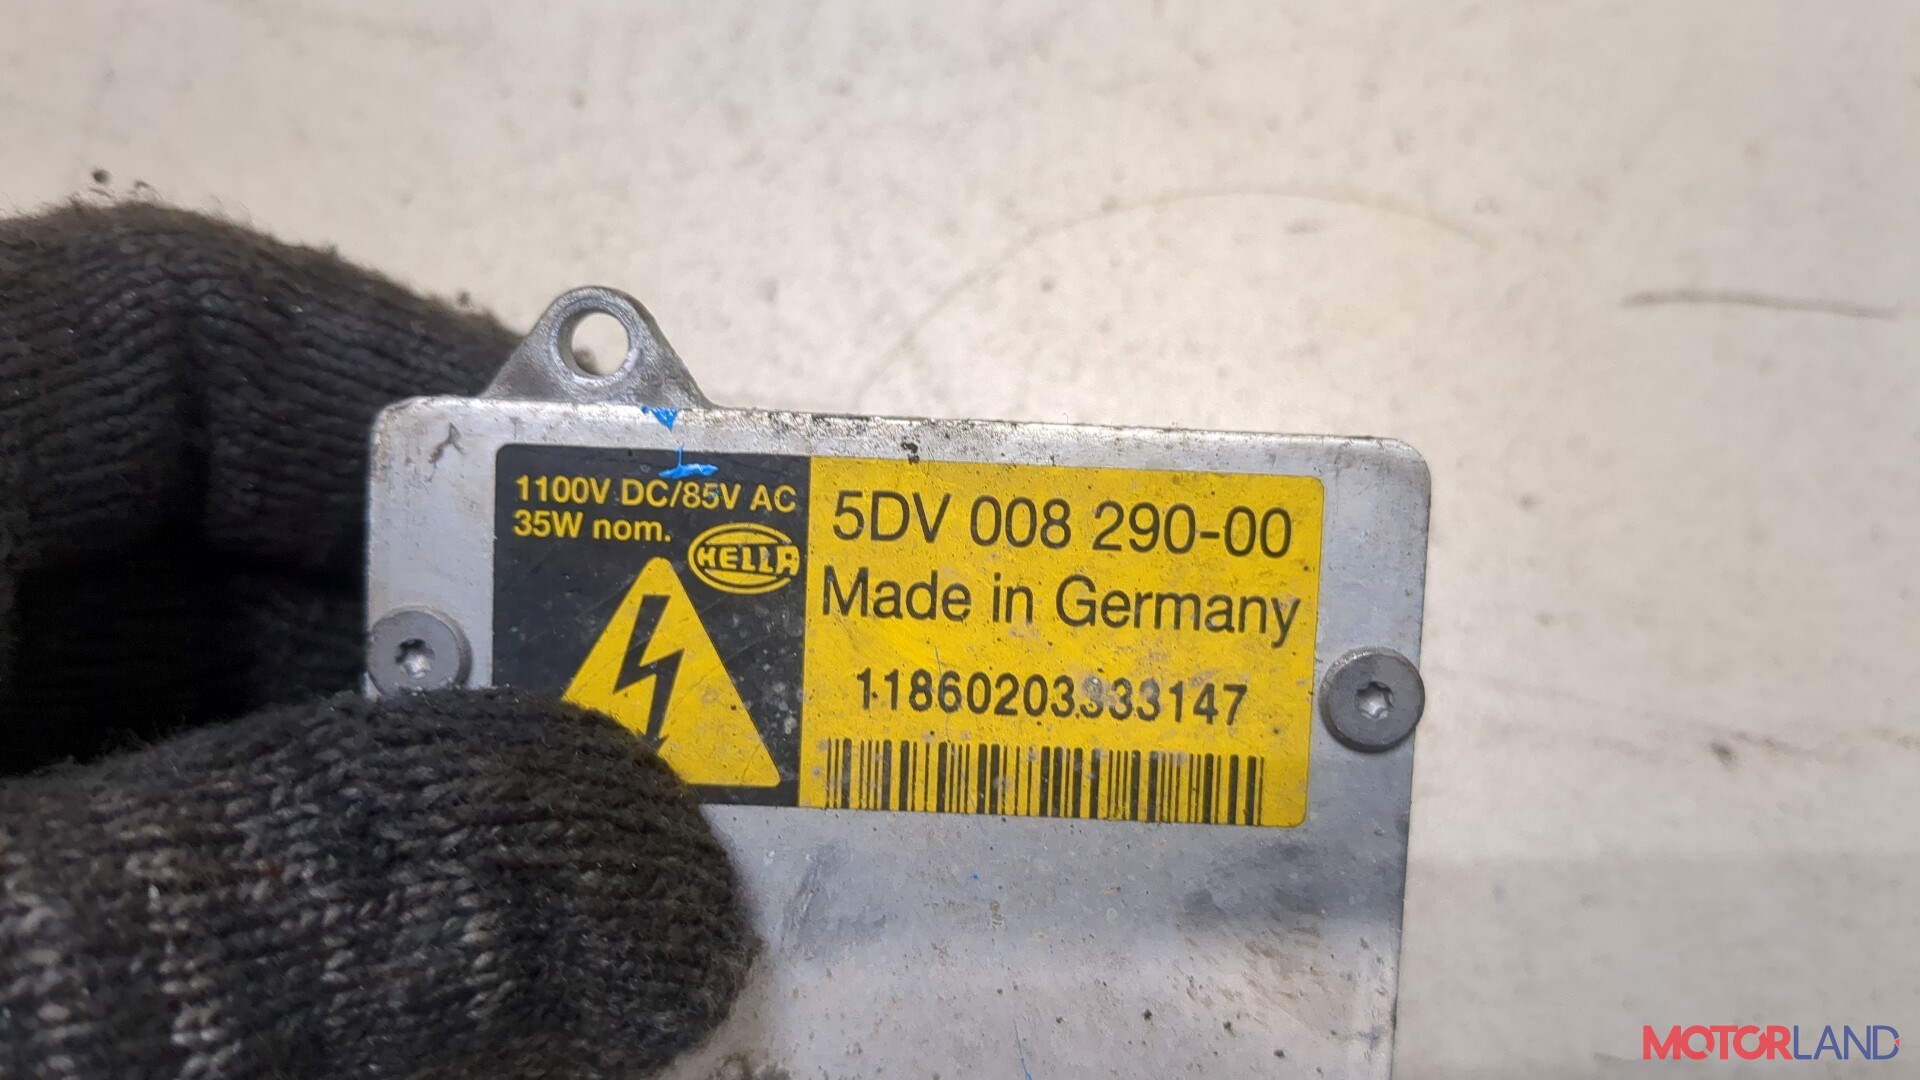 1100V DC/85V AC
35W nom.
HELLA
5DV 008 290-00
Made in Germany
11860203333147
MOTORLAND